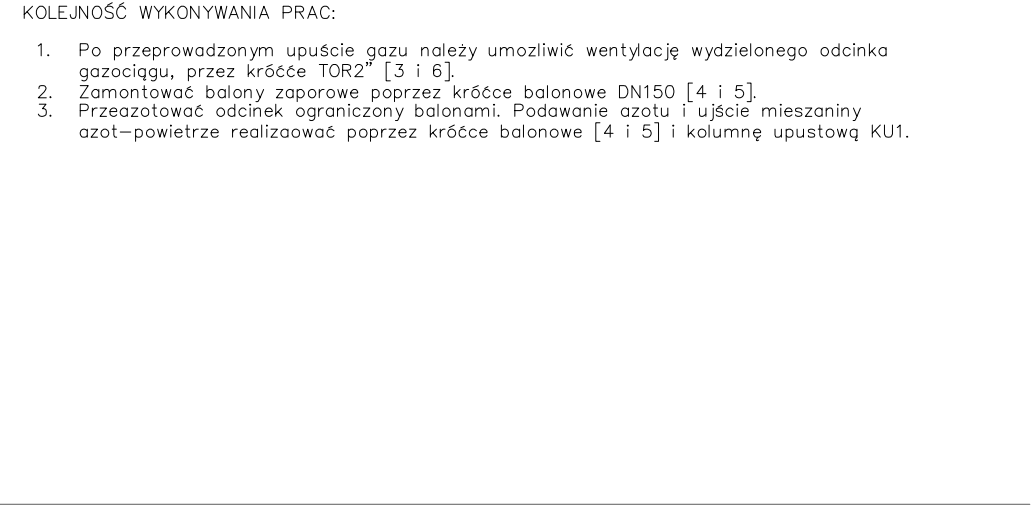 KOLEJNOŚĆ WYKONYWANIA PRAC:
1. Po przeprowadzonym upuście gazu należy umozliwić wentylację wydzielonego odcinka
gazociągu, przez króćće TOR2" [3 i 6].
2. Zamontować balony zaporowe poprzez króćce balonowe DN150 [4 i 5].
3. Przeazotować odcinek ograniczony balonami. Podawanie azotu i ujście mieszaniny
azot-powietrze realizaować poprzez króćce balonowe [4 i 5] i kolumnę upustową KU1.